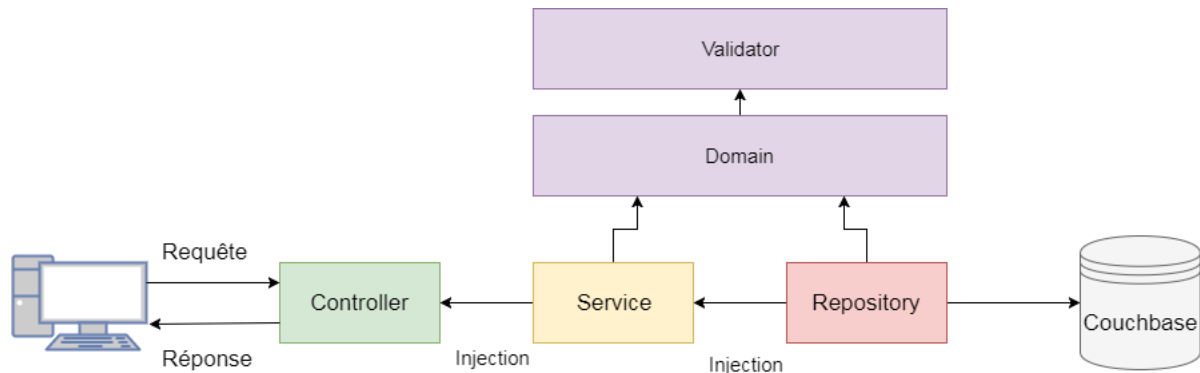 Validator
Domain
Requête
Controller
Service
Repository
Couchbase
Réponse
Injection
Injection